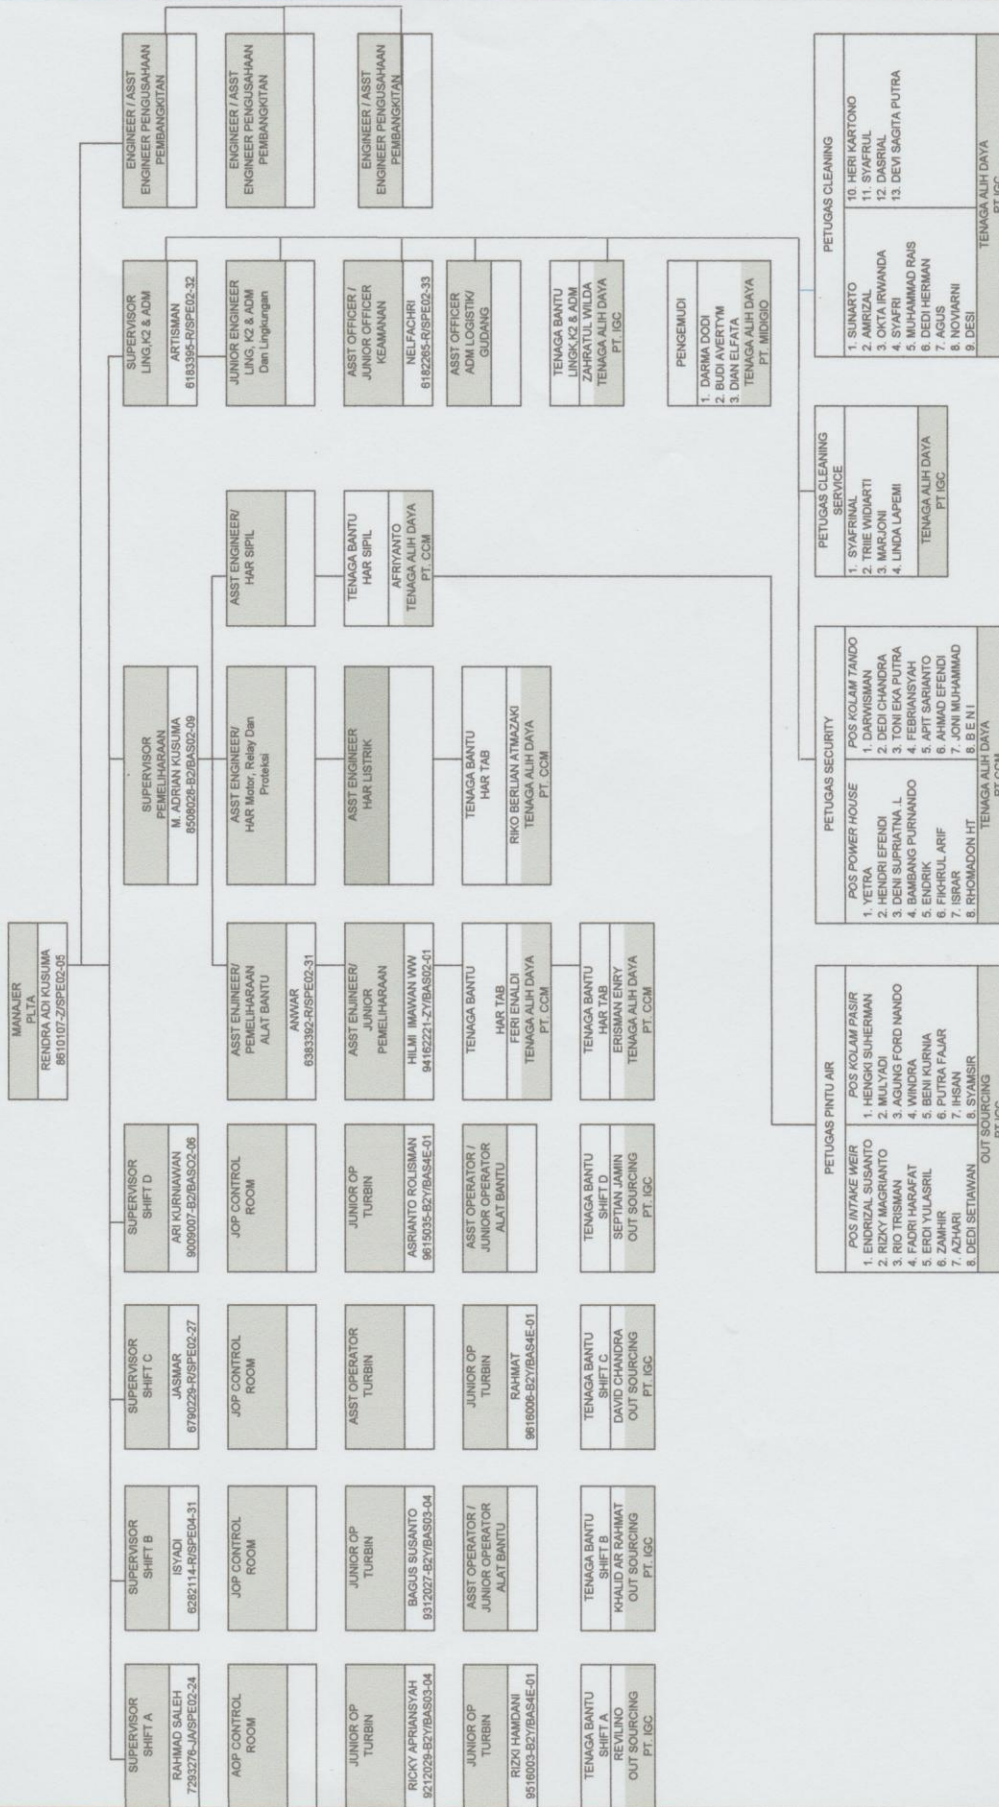 MANAJER
PLTA
RENDRA ADI KUSUMA
8610107-Z/SPE02-05
SUPERVISOR
SHIFT A
RAHMAD SALEH
7293276-JA/SPE02-24
AOP CONTROL
ROOM
JUNIOR OP
TURBIN
RICKY APRIANSYAH
9212029-B2Y/BAS03-04
JUNIOR OP
TURBIN
RIZKI HAMDANI
9516003-B2Y/BAS4E-01
TENAGA BANTU
SHIFT A
REVILINO
OUT SOURCING
PT. IGC
SUPERVISOR
SHIFT B
ISYADI
6282114-R/SPE04-31
JOP CONTROL
ROOM
JUNIOR OP
TURBIN
BAGUS SUSANTO
9312027-B2Y/BAS03-04
ASST OPERATOR /
JUNIOR OPERATOR
ALAT BANTU
TENAGA BANTU
SHIFT B
KHALID AR RAHMAT
OUT SOURCING
PT. IGC
SUPERVISOR
SHIFT C
JASMAR
6790229-R/SPE02-27
JOP CONTROL
ROOM
ASST OPERATOR
TURBIN
JUNIOR OP
TURBIN
RAHMAT
9616006-B2Y/BAS4E-01
TENAGA BANTU
SHIFT C
DAVID CHANDRA
OUT SOURCING
PT. IGC
SUPERVISOR
SHIFT D
ARI KURNIAWAN
9009007-B2/BASO2-06
JOP CONTROL
ROOM
JUNIOR OP
TURBIN
ASRIANTO ROLISMAN
9615035-B2Y/BAS4E-01
ASST OPERATOR /
JUNIOR OPERATOR
ALAT BANTU
TENAGA BANTU
SHIFT D
SEPTIAN JAMIN
OUT SOURCING
PT. IGC
SUPERVISOR
PEMELIHARAAN
M. ADRIAN KUSUMA
8508028-B2/BAS02-09
ASST ENJINEER/
PEMELIHARAAN
ALAT BANTU
ANWAR
6383392-R/SPE02-31
ASST ENJINEER/
JUNIOR
PEMELIHARAAN
HILMI IMAWAN WW
94162221-ZY/BAS02-01
TENAGA BANTU
HAR TAB
FERI ENALDI
TENAGA ALIH DAYA
PT. CCM
TENAGA BANTU
HAR TAB
ERISMAN ENRY
TENAGA ALIH DAYA
PT. CCM
ASST ENGINEER/
HAR Motor, Relay Dan
Proteksi
ASST ENGINEER
HAR LISTRIK
TENAGA BANTU
HAR TAB
RIKO BERLIAN ATMAZAKI
TENAGA ALIH DAYA
PT. CCM
ASST ENGINEER/
HAR SIPIL
TENAGA BANTU
HAR SIPIL
AFRIYANTO
TENAGA ALIH DAYA
PT. CCM
SUPERVISOR
LING,K2 & ADM
ARTISMAN
6183395-R/SPE02-32
JUNIOR ENGINEER
LING, K2 & ADM
Dan Lingkungan
ASST OFFICER /
JUNIOR OFFICER
KEAMANAN
NELFACHRI
6182265-R/SPE02-33
ASST OFFICER
ADM LOGISTIK/
GUDANG
TENAGA BANTU
LINGK,K2 & ADM
ZAHRATUL WILDA
TENAGA ALIH DAYA
PT. IGC
PENGEMUDI
1. DARMA DODI
2. BUDI AVERTYM
3. DIAN ELFATA
TENAGA ALIH DAYA
PT. MIDIGIO
ENGINEER / ASST
ENGINEER PENGUSAHAAN
PEMBANGKITAN
ENGINEER / ASST
ENGINEER PENGUSAHAAN
PEMBANGKITAN
ENGINEER / ASST
ENGINEER PENGUSAHAAN
PEMBANGKITAN
PETUGAS PINTU AIR
POS INTAKE WEIR
1. ENDRIZAL SUSANTO
2. RIZKY MAGRIANTO
3. RIO TRISMAN
4. FADRI HARAFAT
5. ERDI YULASRIL
6. ZAMHIR
7. AZHARI
8. DEDI SETIAWAN
POS KOLAM PASIR
1. HENGKI SUHERMAN
2. MULYADI
3. AGUNG FORD NANDO
4. WINDRA
5. BENI KURNIA
6. PUTRA FAJAR
7. IHSAN
8. SYAMSIR
OUT SOURCING
PT IGC
PETUGAS SECURITY
POS POWER HOUSE
1. YETRA
2. HENDRI EFENDI
3. DENI SUPRIATNA .L
4. BAMBANG PURNANDO
5. ENDRIK
6. FIKHRUL ARIF
7. ISRAR
8. RHOMADON HT
POS KOLAM TANDO
1. DARWISMAN
2. DEDI CHANDRA
3. TONI EKA PUTRA
4. FEBRIANSYAH
5. APIT SARIANTO
6. AHMAD EFENDI
7. JONI MUHAMMAD
8. B E N I
TENAGA ALIH DAYA
PT CCM
PETUGAS CLEANING
SERVICE
1. SYAFRINAL
2. TRIIE WIDIARTI
3. MARJONI
4. LINDA LAPEMI
TENAGA ALIH DAYA
PT IGC
PETUGAS CLEANING
1. SUNARTO
2. AMRIZAL
3. OKTA IRWANDA
4. SYAFRI
5. MUHAMMAD RAIS
6. DEDI HERMAN
7. AGUS
8. NOVIARNI
9. DESI
10. HERI KARTONO
11. SYAFRUL
12. DASRIAL
13. DEVI SAGITA PUTRA
TENAGA ALIH DAYA
PT IGC